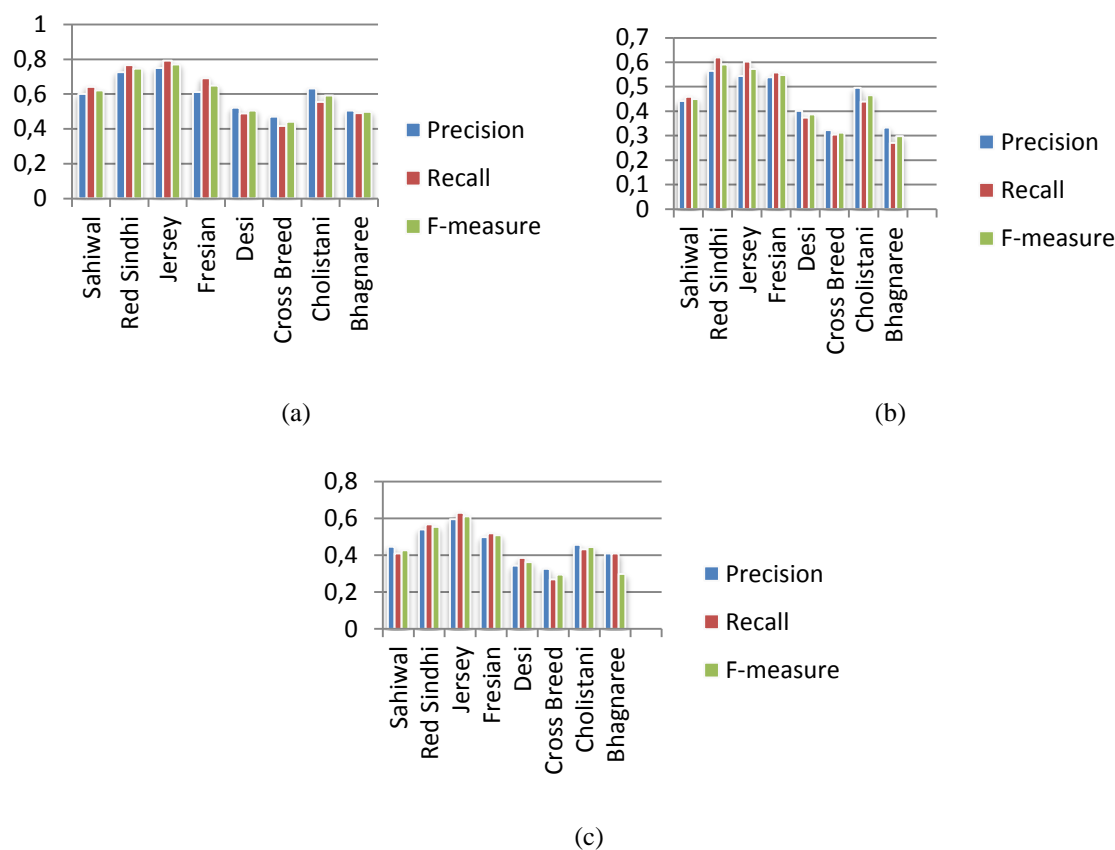 1
0,8
0,6
0,4
0,2
0
Sahiwal
Red Sindhi
Jersey
Fresian
Desi
Cross Breed
Cholistani
Bhagnaree
Precision
Recall
F-measure
(a)
0,7
0,6
0,5
0,4
0,3
0,2
0,1
0
Sahiwal
Red Sindhi
Jersey
Fresian
Desi
Cross Breed
Cholistani
Bhagnaree
Precision
Recall
F-measure
(b)
0,8
0,6
0,4
0,2
0
Sahiwal
Red Sindhi
Jersey
Fresian
Desi
Cross Breed
Cholistani
Bhagnaree
Precision
Recall
F-measure
(c)